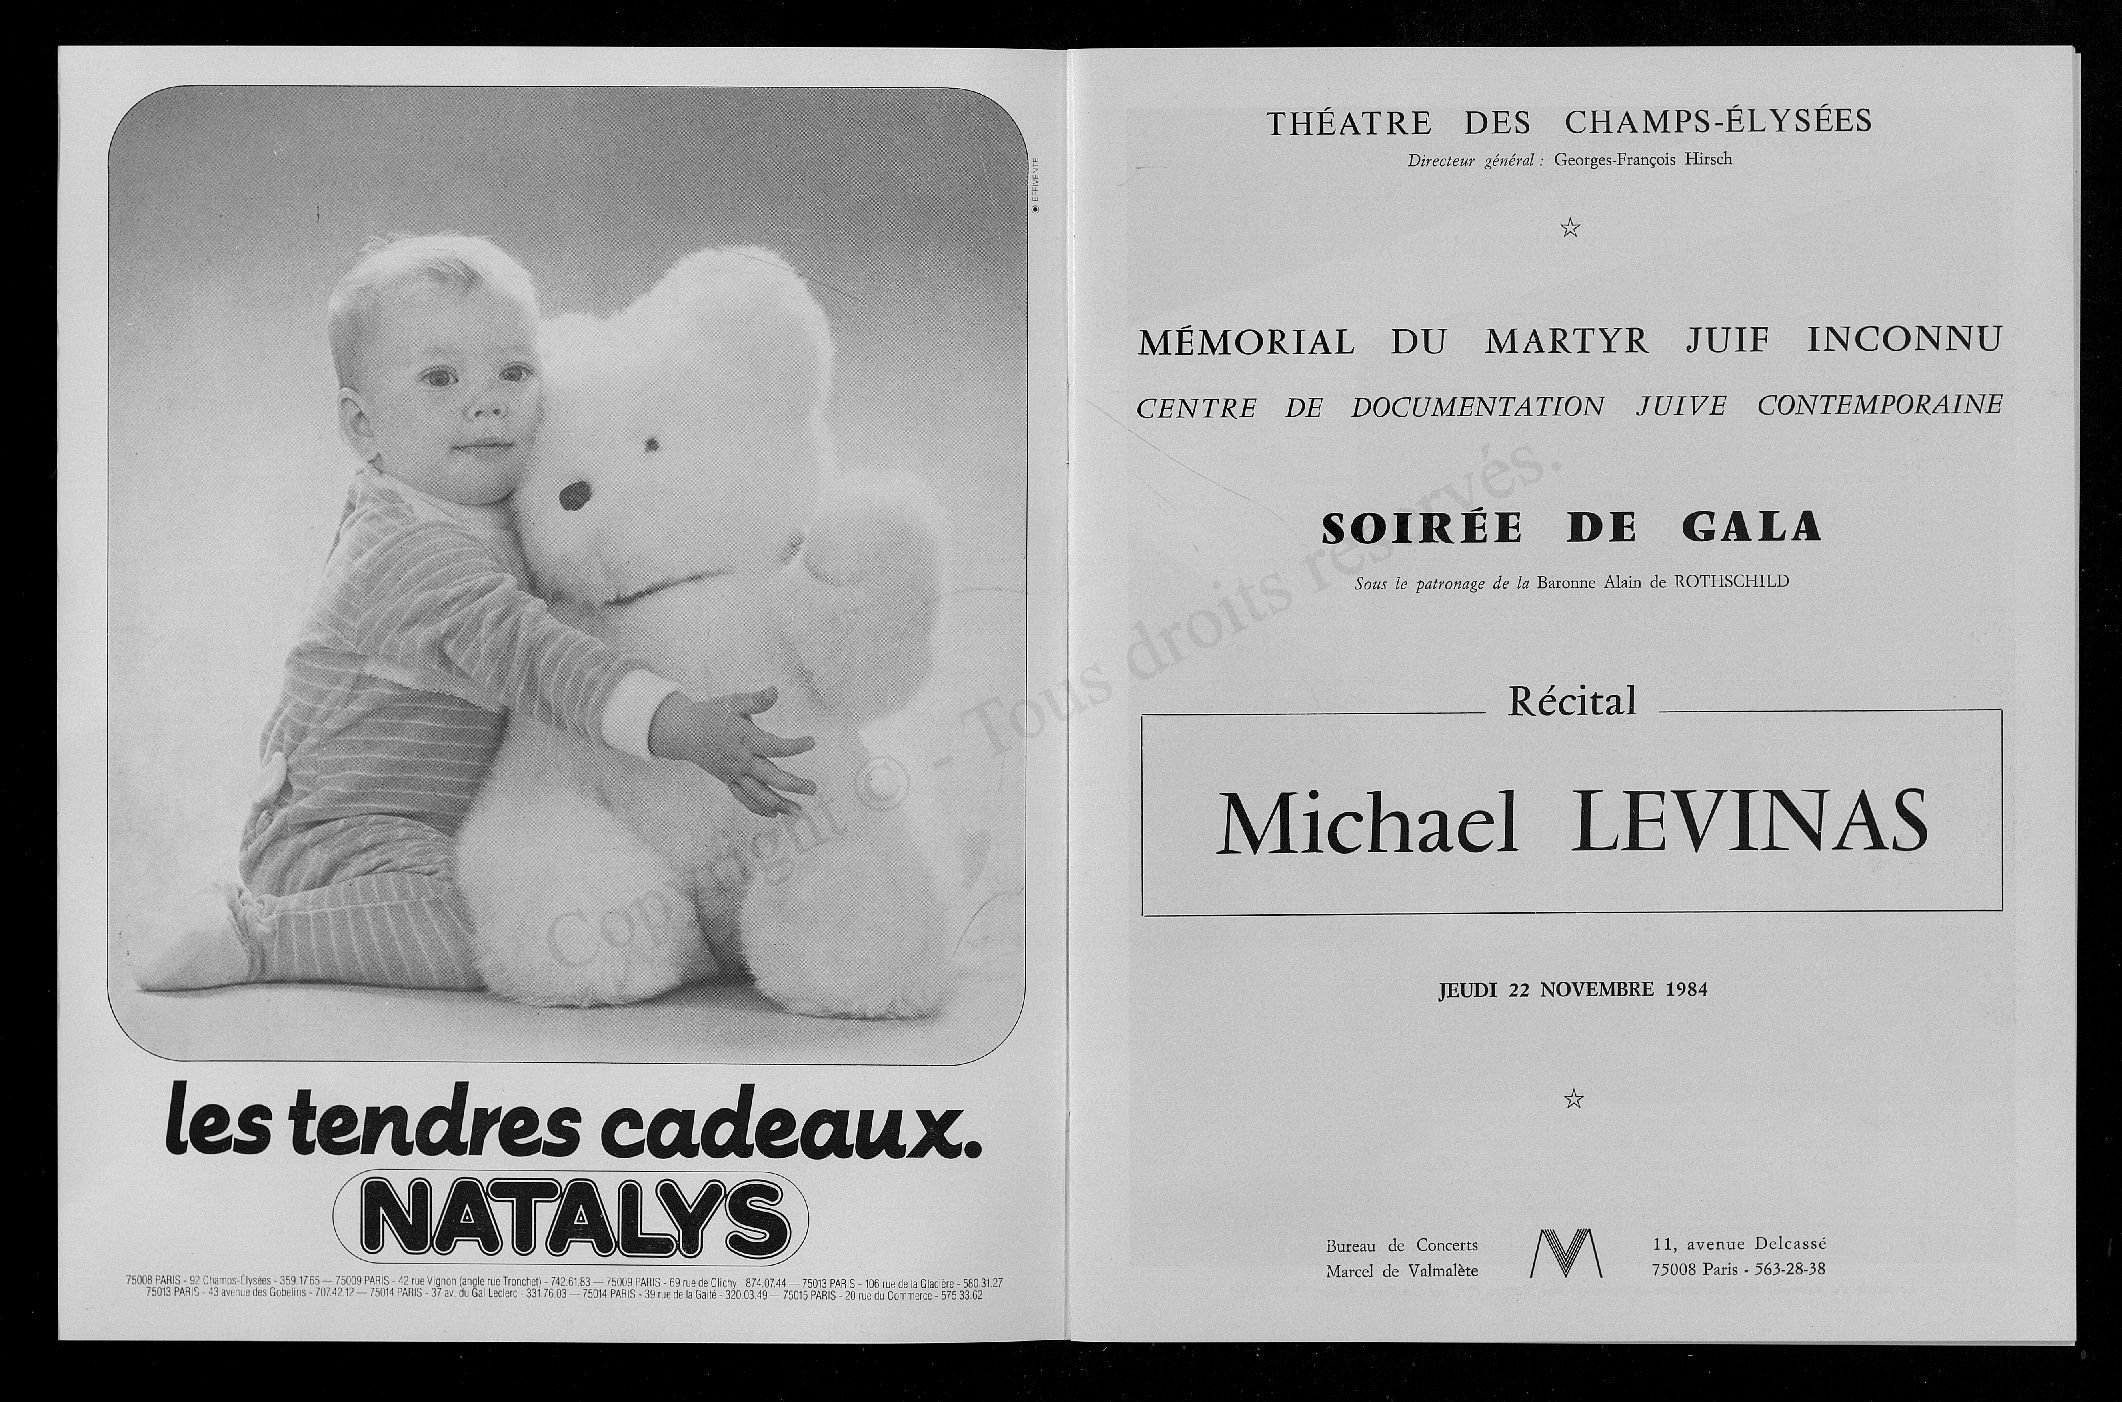 EFFIVENTE
les tendres cadeaux.
NATALYS
75008 PARIS - 92 Champs-Élysées - 359.17.65 — 75009 PARIS - 42 rue Vignon (angle rue Tronchet) - 742.61.83 — 75009 PARIS - 69 rue de Clichy - 874.07.44 — 75013 PARIS - 106 rue de la Glacière - 580.31.27
75013 PARIS - 43 avenue des Gobelins - 707.42.12 — 75014 PARIS - 37 av. du Gal Leclerc - 331.76.03 — 75014 PARIS - 39 rue de la Gaîté - 320.03.49 — 75015 PARIS - 20 rue du Commerce - 575.33.62
THÉATRE DES CHAMPS-ÉLYSÉES
Directeur général : Georges-François Hirsch
MÉMORIAL DU MARTYR JUIF INCONNU
CENTRE DE DOCUMENTATION JUIVE CONTEMPORAINE
SOIRÉE DE GALA
Sous le patronage de la Baronne Alain de ROTHSCHILD
Récital
Michael LEVINAS
JEUDI 22 NOVEMBRE 1984
Bureau de Concerts
Marcel de Valmalète
11, avenue Delcassé
75008 Paris - 563-28-38
Copyright © - Tous droits réservés.